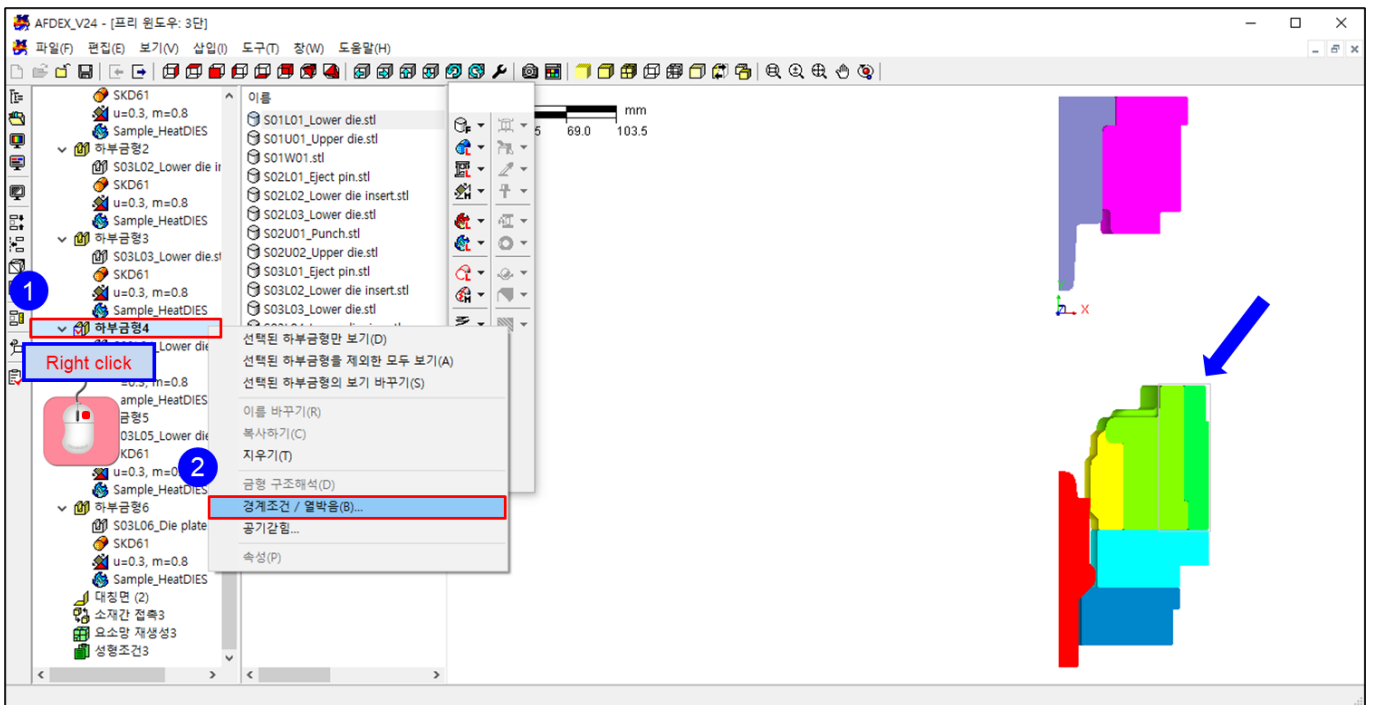 AFDEX_V24 - [프리 윈도우: 3단]
파일(F) 편집(E) 보기(V) 삽입(I) 도구(T) 창(W) 도움말(H)
SKD61
u=0.3, m=0.8
Sample_HeatDIES
하부금형2
S03L02_Lower die in
SKD61
u=0.3, m=0.8
Sample_HeatDIES
하부금형3
S03L03_Lower die.st
SKD61
1
u=0.3, m=0.8
Sample_HeatDIES
하부금형4
Lower die
Right click
u=0.3, m=0.8
ample_HeatDIES
금형5
03L05_Lower die
KD61
2
u=0.3, m=0
Sample_HeatDIES
하부금형6
S03L06_Die plate
SKD61
u=0.3, m=0.8
Sample_HeatDIES
대칭면 (2)
소재간 접촉3
요소망 재생성3
성형조건3
이름
S01L01_Lower die.stl
S01U01_Upper die.stl
S01W01.stl
S02L01_Eject pin.stl
S02L02_Lower die insert.stl
S02L03_Lower die.stl
S02U01_Punch.stl
S02U02_Upper die.stl
S03L01_Eject pin.stl
S03L02_Lower die insert.stl
S03L03_Lower die.stl
선택된 하부금형만 보기(D)
선택된 하부금형을 제외한 모두 보기(A)
선택된 하부금형의 보기 바꾸기(S)
이름 바꾸기(R)
복사하기(C)
지우기(T)
금형 구조해석(D)
경계조건 / 열박음(B)...
공기갇힘...
속성(P)
mm
5 69.0 103.5
X